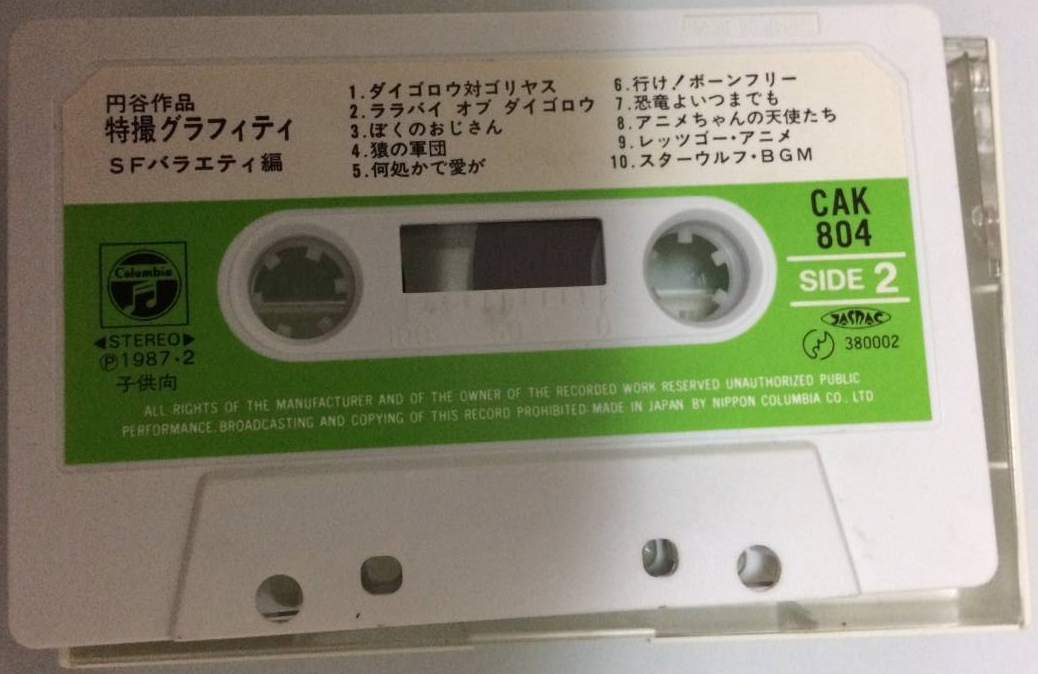 円谷作品
特撮グラフィティ
SFバラエティ編
1.ダイゴロウ対ゴリヤス
2.ララバイ オブ ダイゴロウ
3.ぼくのおじさん
4.猿の軍団
5.何処かで愛が
6.行け!ボーンフリー
7.恐竜よいつまでも
8.アニメちゃんの天使たち
9.レッツゴー・アニメ
10.スターウルフ・BGM
CAK
804
SIDE 2
JASRAC
380002
Columbia
◀STEREO▶
Ⓟ1987・2
子供向
ALL RIGHTS OF THE MANUFACTURER AND OF THE OWNER OF THE RECORDED WORK RESERVED UNAUTHORIZED PUBLIC
PERFORMANCE. BROADCASTING AND COPYING OF THIS RECORD PROHIBITED MADE IN JAPAN BY NIPPON COLUMBIA CO., LTD